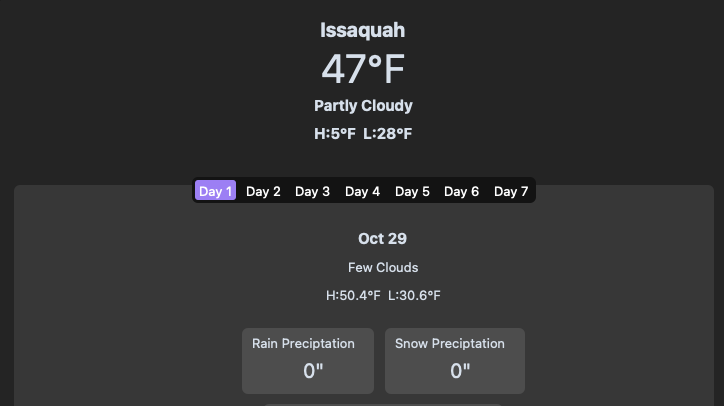 Issaquah
47°F
Partly Cloudy
H:5°F L:28°F
Day 1 Day 2 Day 3 Day 4 Day 5 Day 6 Day 7
Oct 29
Few Clouds
H:50.4°F L:30.6°F
Rain Preciptation Snow Preciptation
0" 0"